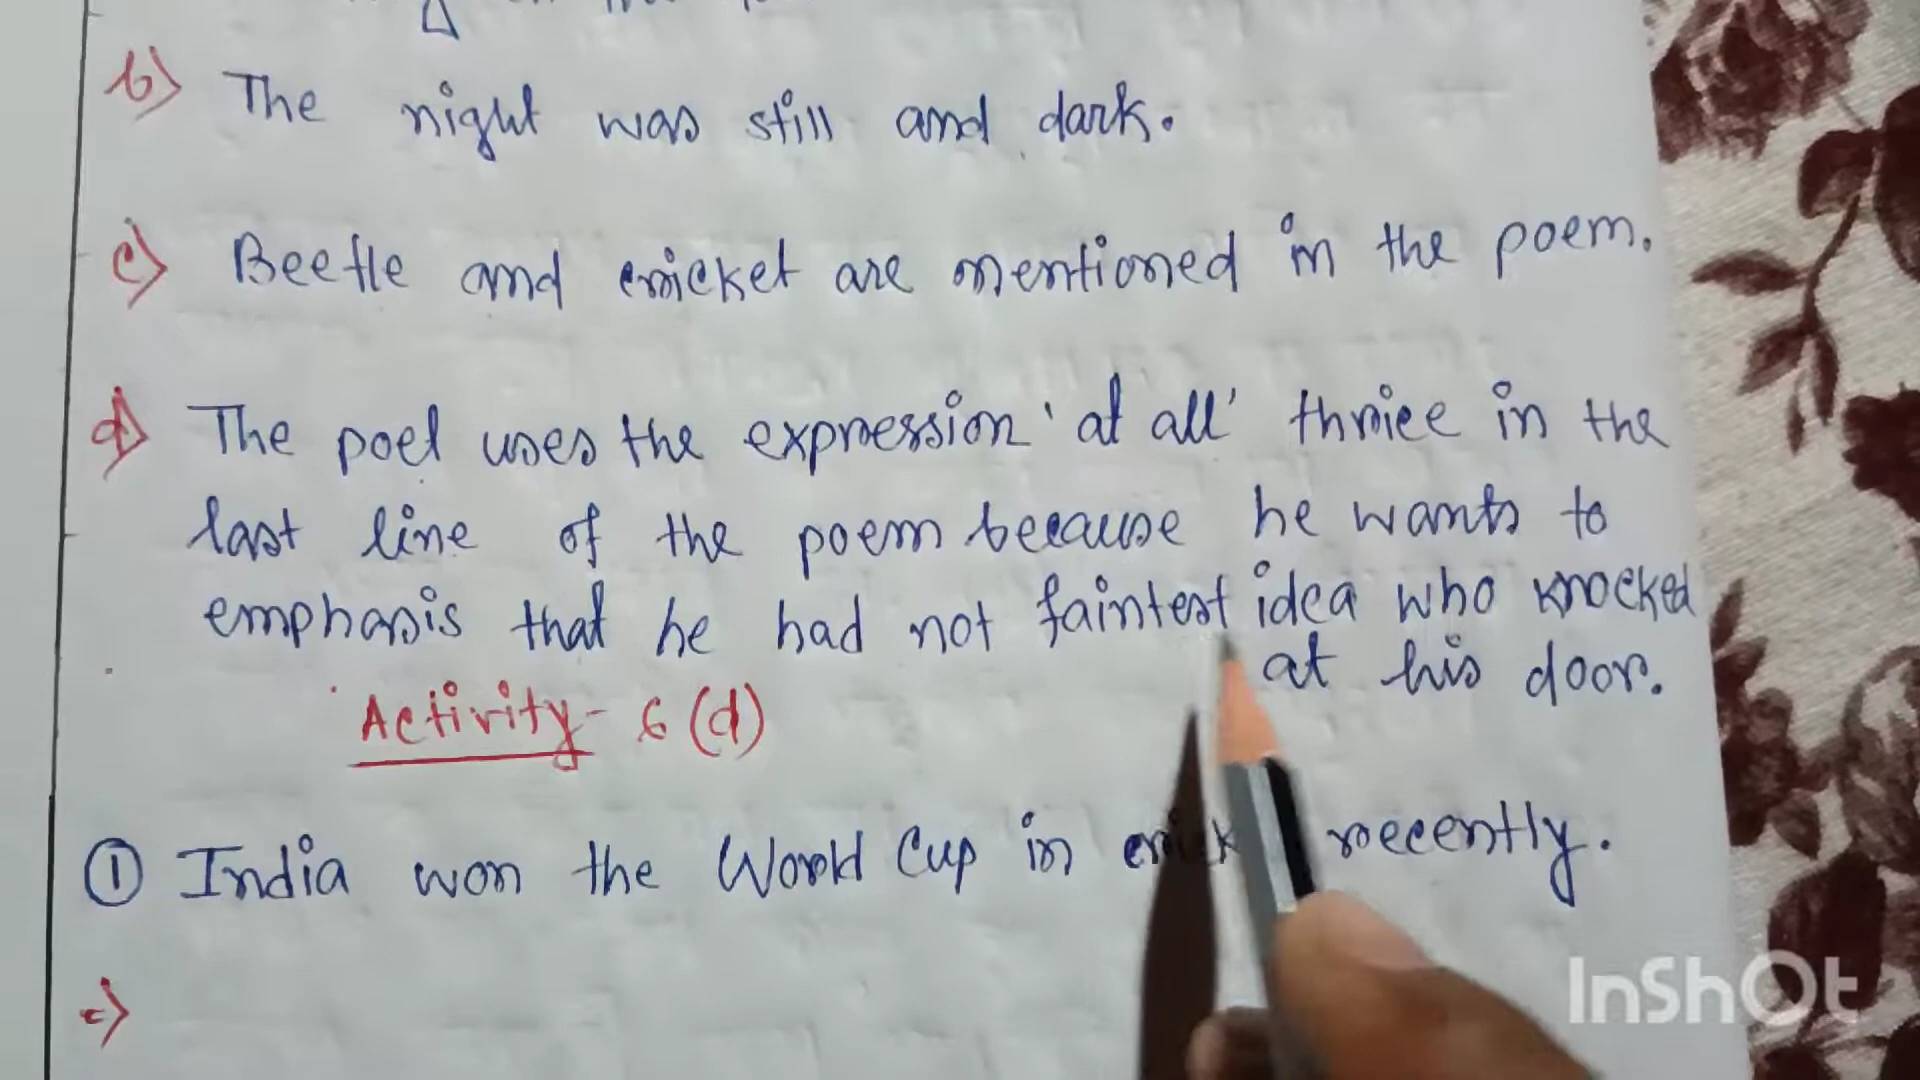 b) The night was still and dark.
c) Beetle and cricket are mentioned in the poem.
d) The poet uses the expression 'at all' thrice in the
last line of the poem because he wants to
emphasis that he had not faintest idea who knocked
at his door.
Activity - 6 (d)
① India won the World Cup in recently.
InShOt